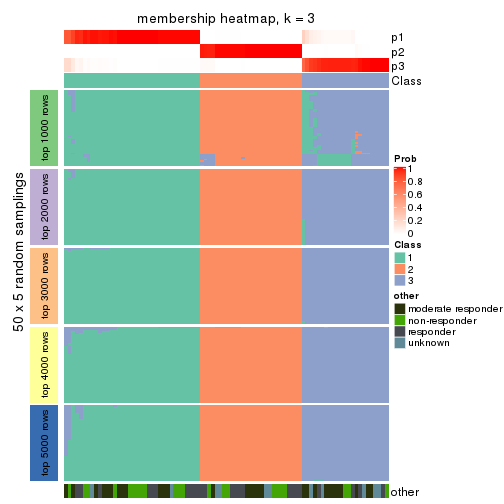 membership heatmap, k = 3
p1
p2
p3
Class
50 x 5 random samplings
top 1000 rows
top 2000 rows
top 3000 rows
top 4000 rows
top 5000 rows
Prob
1
0.8
0.6
0.4
0.2
0
Class
1
2
3
other
moderate responder
non-responder
responder
unknown
other